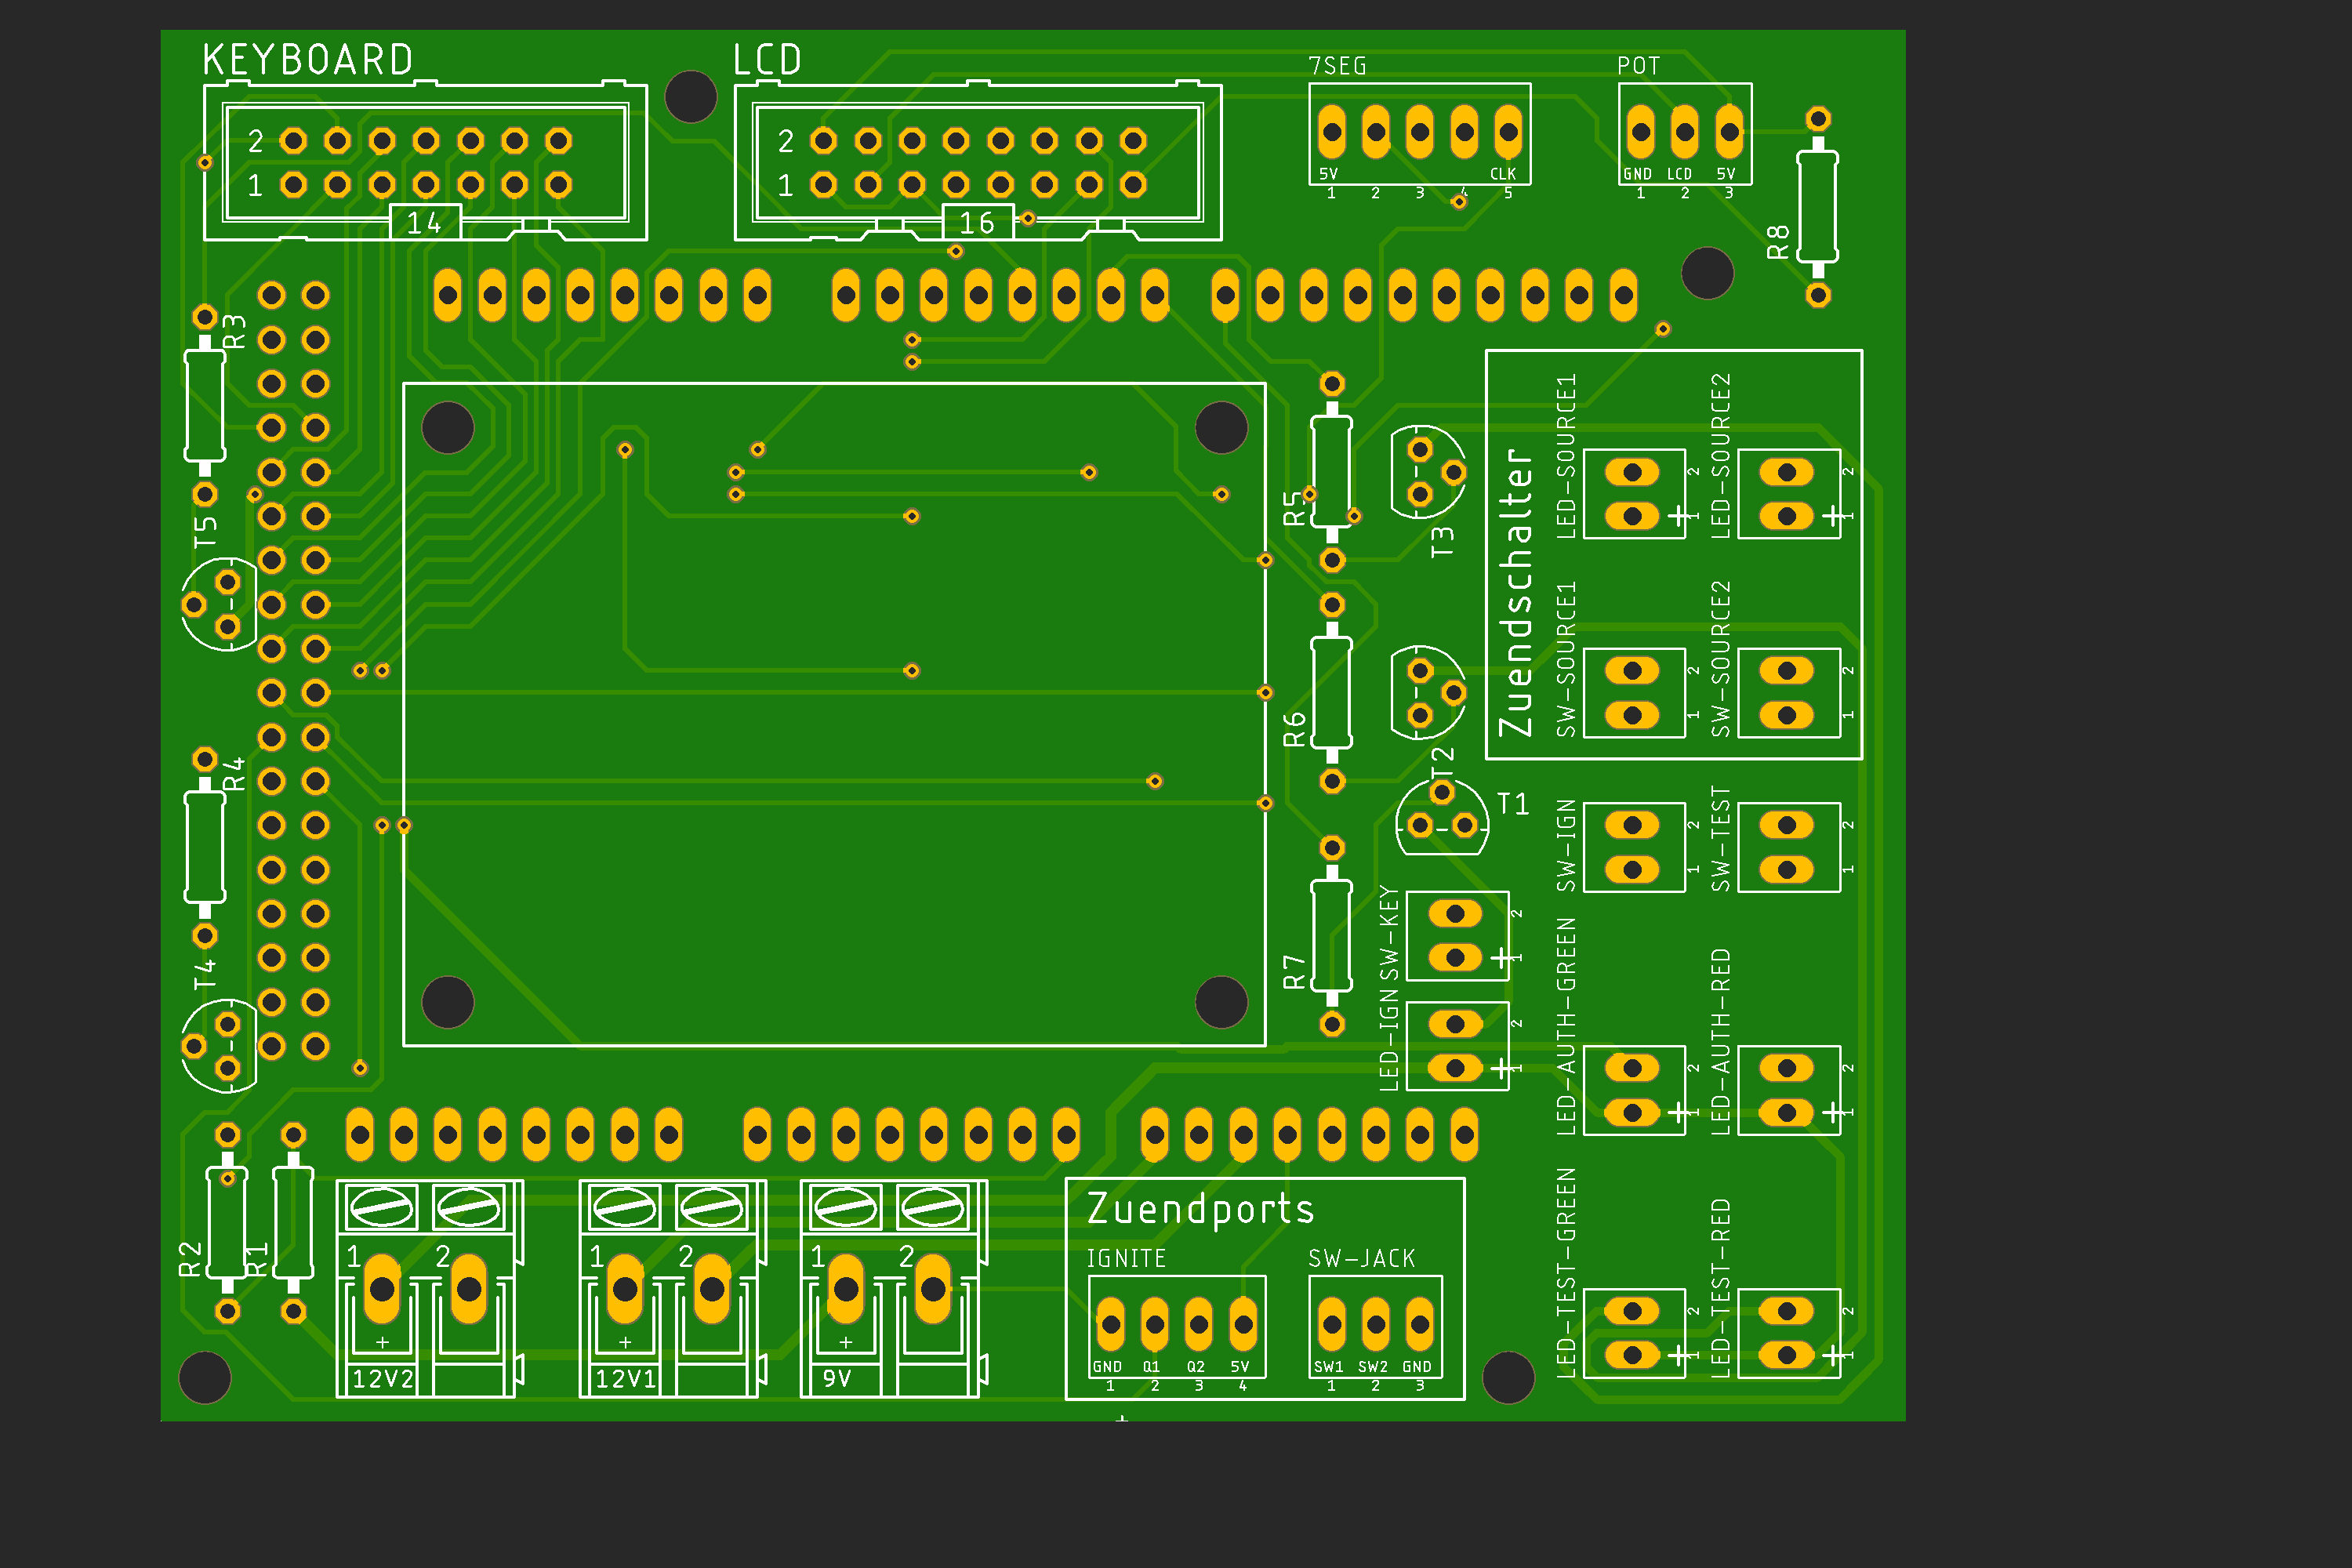 KEYBOARD
LCD
7SEG
POT
2
1
14
2
1
16
5V
CLK
1
2
3
4
5
GND
LCD
5V
1
2
3
R8
R3
T5
R5
T3
Zuendschalter
LED-SOURCE1
2
1
LED-SOURCE2
2
1
SW-SOURCE1
2
1
SW-SOURCE2
2
1
R6
T2
T1
R4
T4
R7
SW-KEY
2
1
LED-IGN
2
1
SW-IGN
2
1
SW-TEST
2
1
LED-AUTH-GREEN
2
1
LED-AUTH-RED
2
1
LED-TEST-GREEN
2
1
LED-TEST-RED
2
1
R2
R1
1
2
+
12V2
1
2
+
12V1
1
2
+
9V
Zuendports
IGNITE
SW-JACK
GND
Q1
Q2
5V
1
2
3
4
SW1
SW2
GND
1
2
3